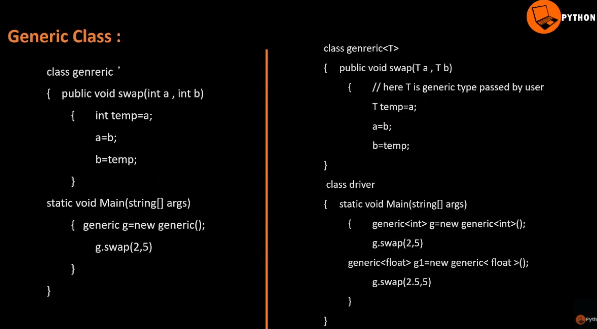 PYTHON
Generic Class :
class genreric '
{ public void swap(int a , int b)
{ int temp=a;
a=b;
b=temp;
}
static void Main(string[] args)
{ generic g=new generic();
g.swap(2,5)
}
}
class genreric<T>
{ public void swap(T a , T b)
{ // here T is generic type passed by user
T temp=a;
a=b;
b=temp;
}
class driver
{ static void Main(string[] args)
{ generic<int> g=new generic<int>();
g.swap(2,5)
generic<float> g1=new generic< float >();
g.swap(2.5,5)
}
}